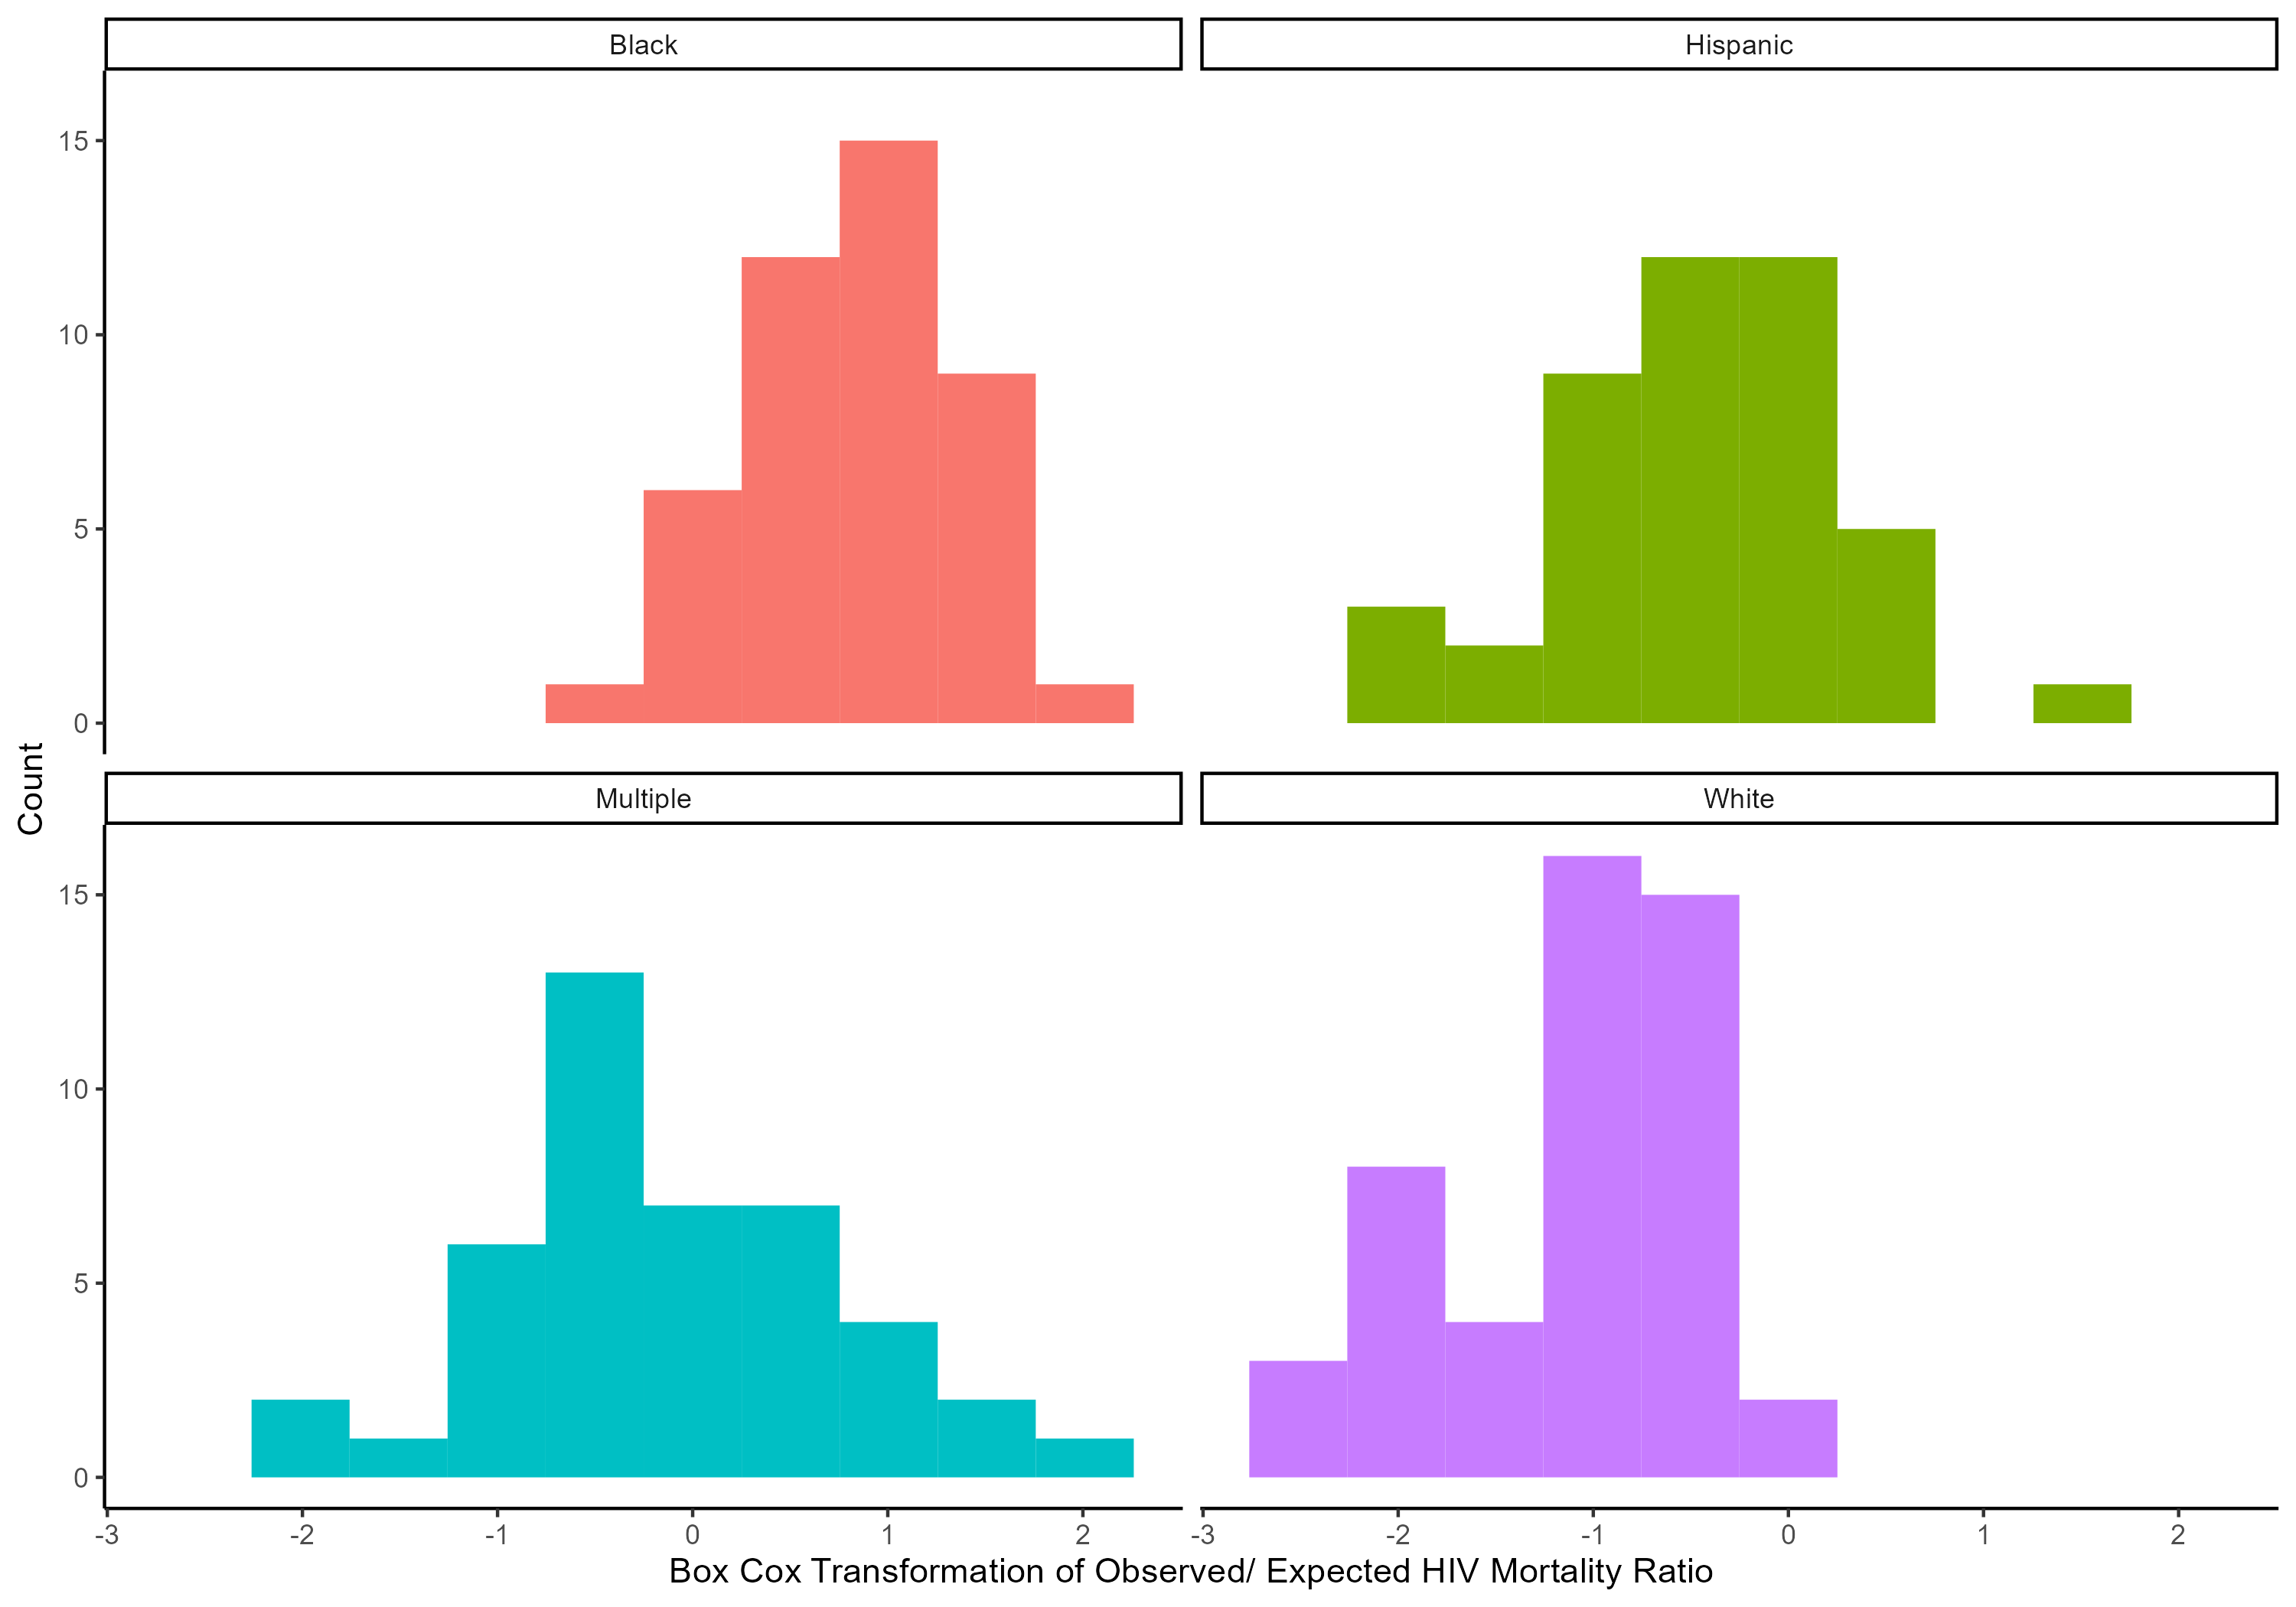 Black
Hispanic
15
10
5
0
Count
Multiple
White
15
10
5
0
-3 -2 -1 0 1 2 -3 -2 -1 0 1 2
Box Cox Transformation of Observed/ Expected HIV Mortality Ratio